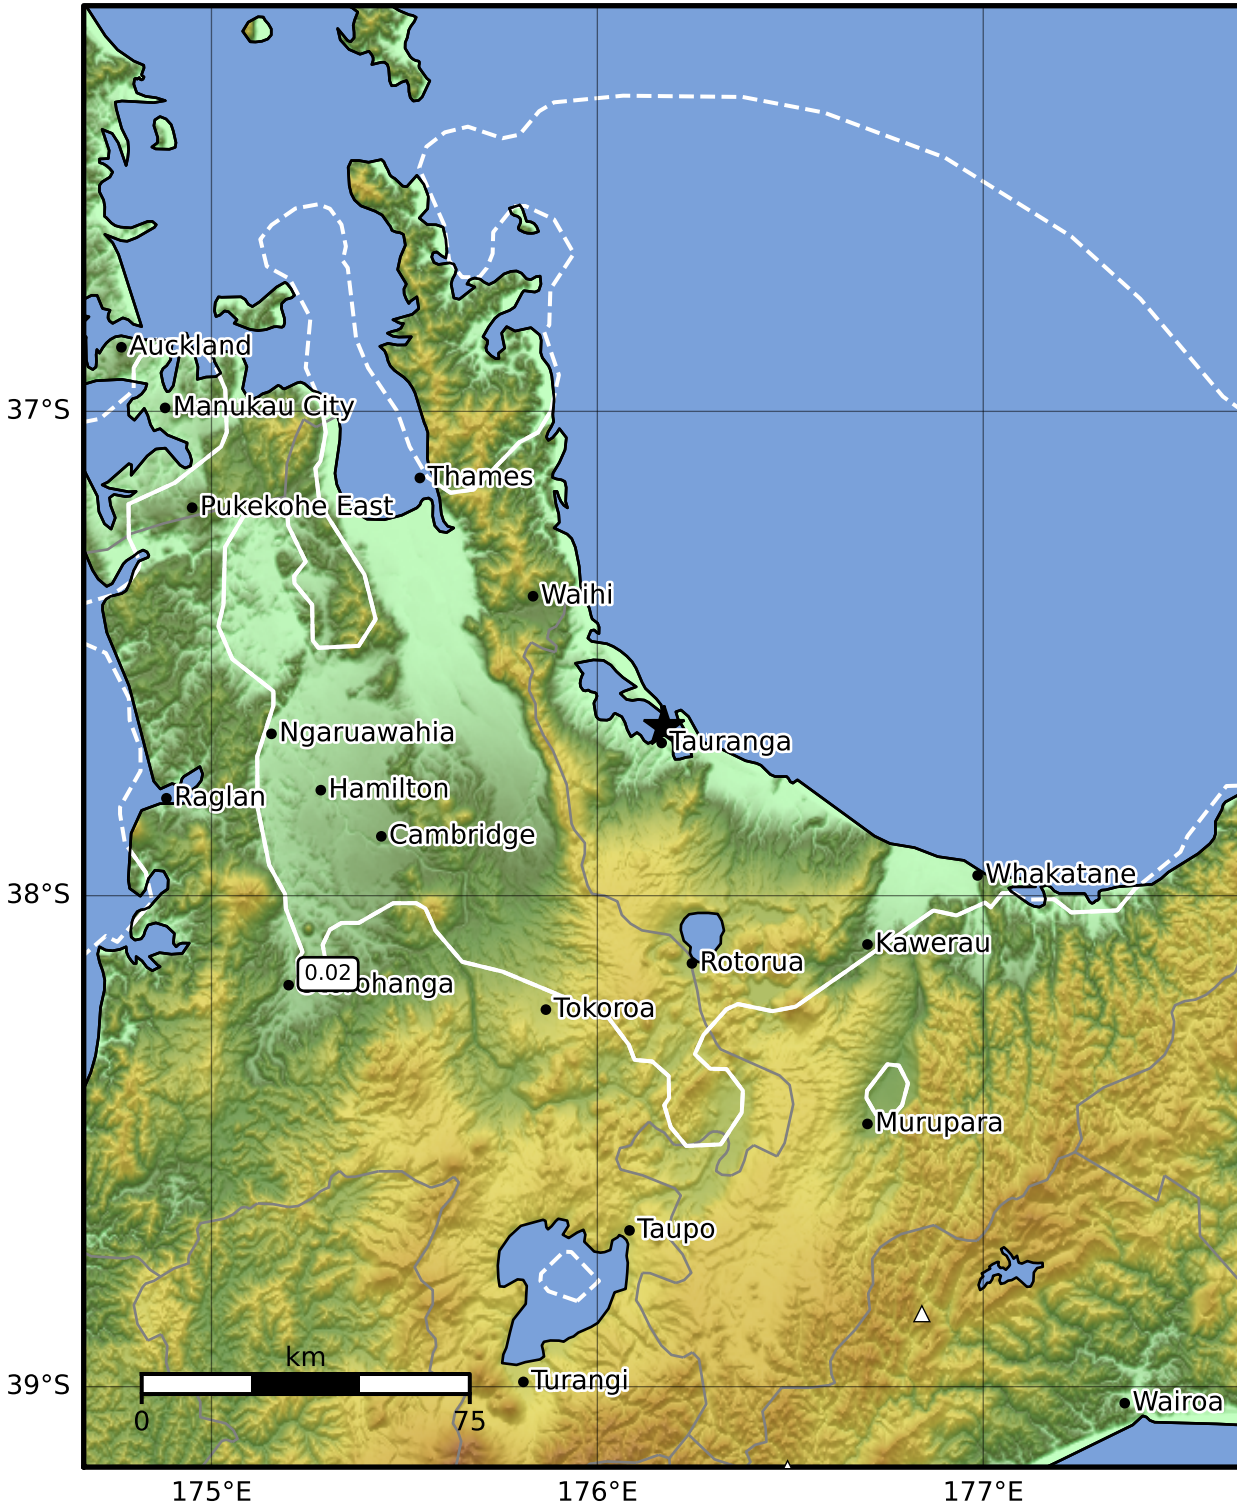 Auckland
Manukau City
37°S
Thames
Pukekohe East
Waihi
Ngaruawahia
Tauranga
Hamilton
Raglan
Cambridge
Whakatane
38°S
Kawerau
Rotorua
0.02
ohanga
Tokoroa
Murupara
Taupo
km
Turangi
39°S
Wairoa
0 75
175°E 176°E 177°E